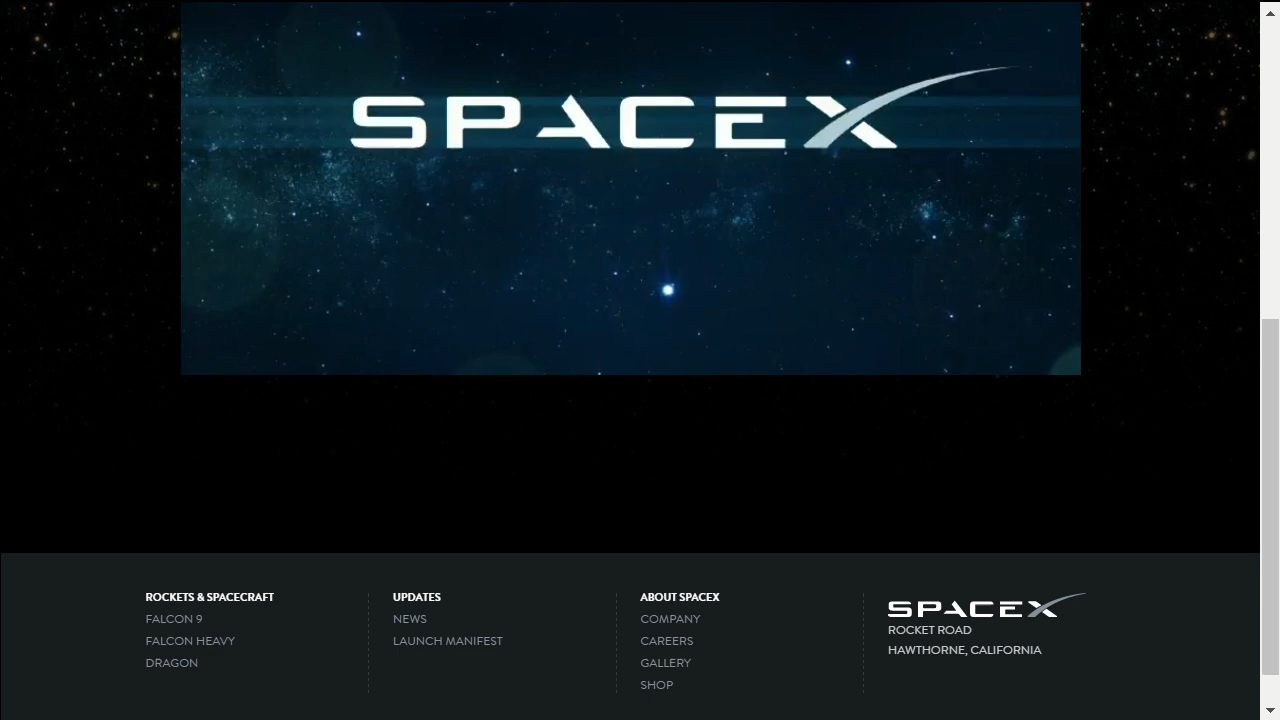 SPACEX
ROCKETS & SPACECRAFT
FALCON 9
FALCON HEAVY
DRAGON
UPDATES
NEWS
LAUNCH MANIFEST
ABOUT SPACEX
COMPANY
CAREERS
GALLERY
SHOP
SPACEX
ROCKET ROAD
HAWTHORNE, CALIFORNIA